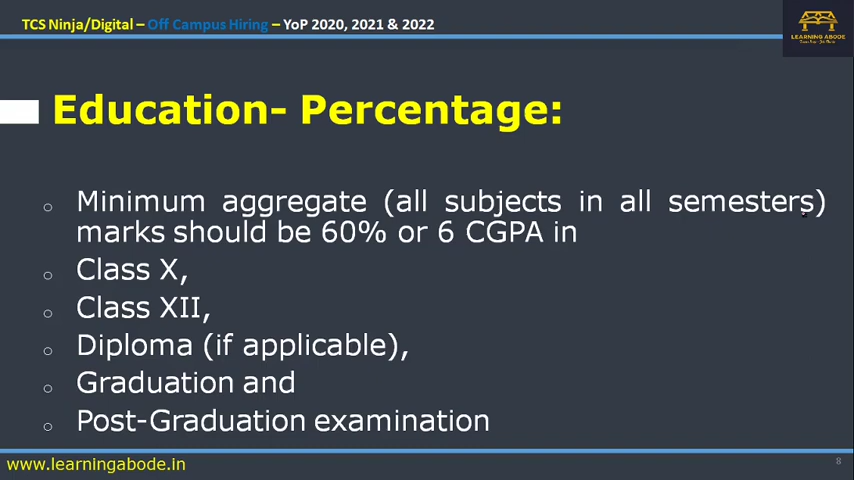 TCS Ninja/Digital – Off Campus Hiring – YoP 2020, 2021 & 2022
LEARNING ABODE
Education- Percentage:
Minimum aggregate (all subjects in all semesters)
marks should be 60% or 6 CGPA in
Class X,
Class XII,
Diploma (if applicable),
Graduation and
Post-Graduation examination
www.learningabode.in
8